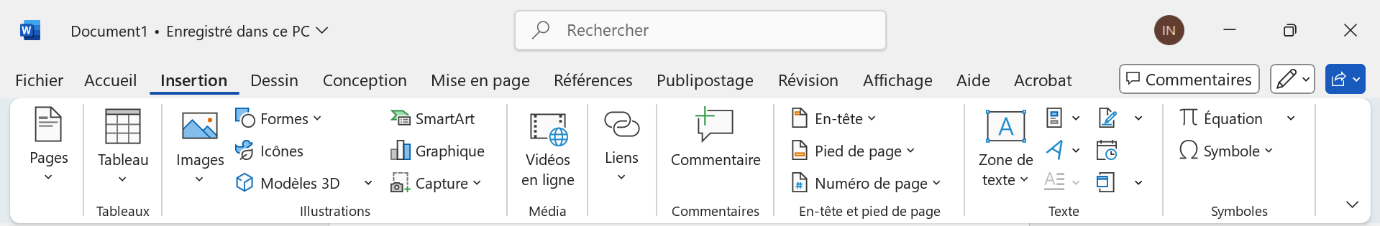 W Document1 • Enregistré dans ce PC Rechercher IN
Fichier Accueil Insertion Dessin Conception Mise en page Références Publipostage Révision Affichage Aide Acrobat Commentaires
Pages
Tableau
Tableaux
Images
Formes
Icônes
Modèles 3D
SmartArt
Graphique
Capture
Illustrations
Vidéos
en ligne
Média
Liens
Commentaire
Commentaires
En-tête
Pied de page
Numéro de page
En-tête et pied de page
Zone de
texte
Texte
Équation
Symbole
Symboles